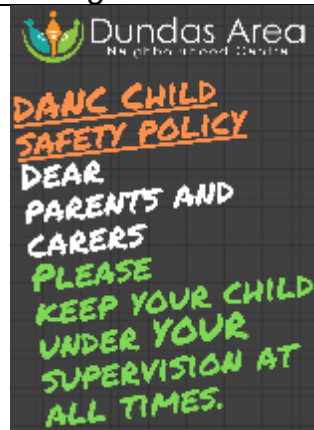 Dundas Area
Neighbourhood Centre
DANC CHILD
SAFETY POLICY
DEAR
PARENTS AND
CARERS
PLEASE
KEEP YOUR CHILD
UNDER YOUR
SUPERVISION AT
ALL TIMES.